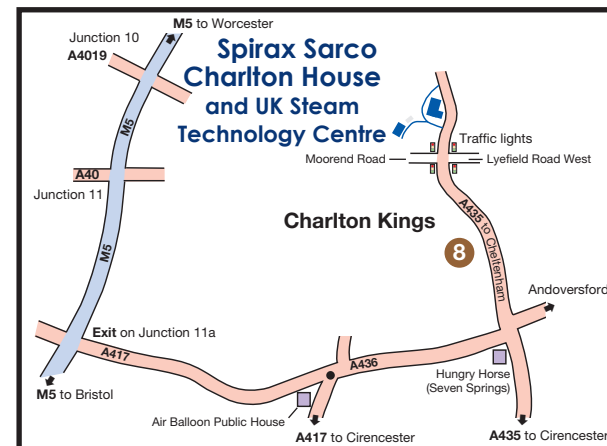 M5 to Worcester
Junction 10
A4019
Spirax Sarco
Charlton House
and UK Steam
Technology Centre
Traffic lights
Moorend Road
Lyefield Road West
M5
A40
Junction 11
A435 to Cheltenham
Charlton Kings
8
M5
Andoversford
Exit on Junction 11a
A417
A436
Hungry Horse
(Seven Springs)
M5 to Bristol
Air Balloon Public House
A417 to Cirencester
A435 to Cirencester